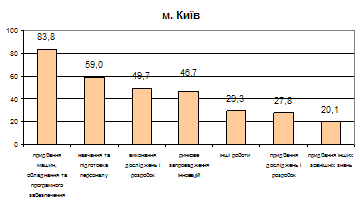 м. Київ
100
80
60
40
20
0
83,8
59,0
49,7
46,7
29,3
27,8
20,1
придбання
машин,
обладнання та
програмного
забезпечення
навчання та
підготовка
персоналу
виконання
досліджень і
розробок
ринкове
запровадження
інновацій
інші роботи
придбання
досліджень і
розробок
придбання інших
зовнішніх знань